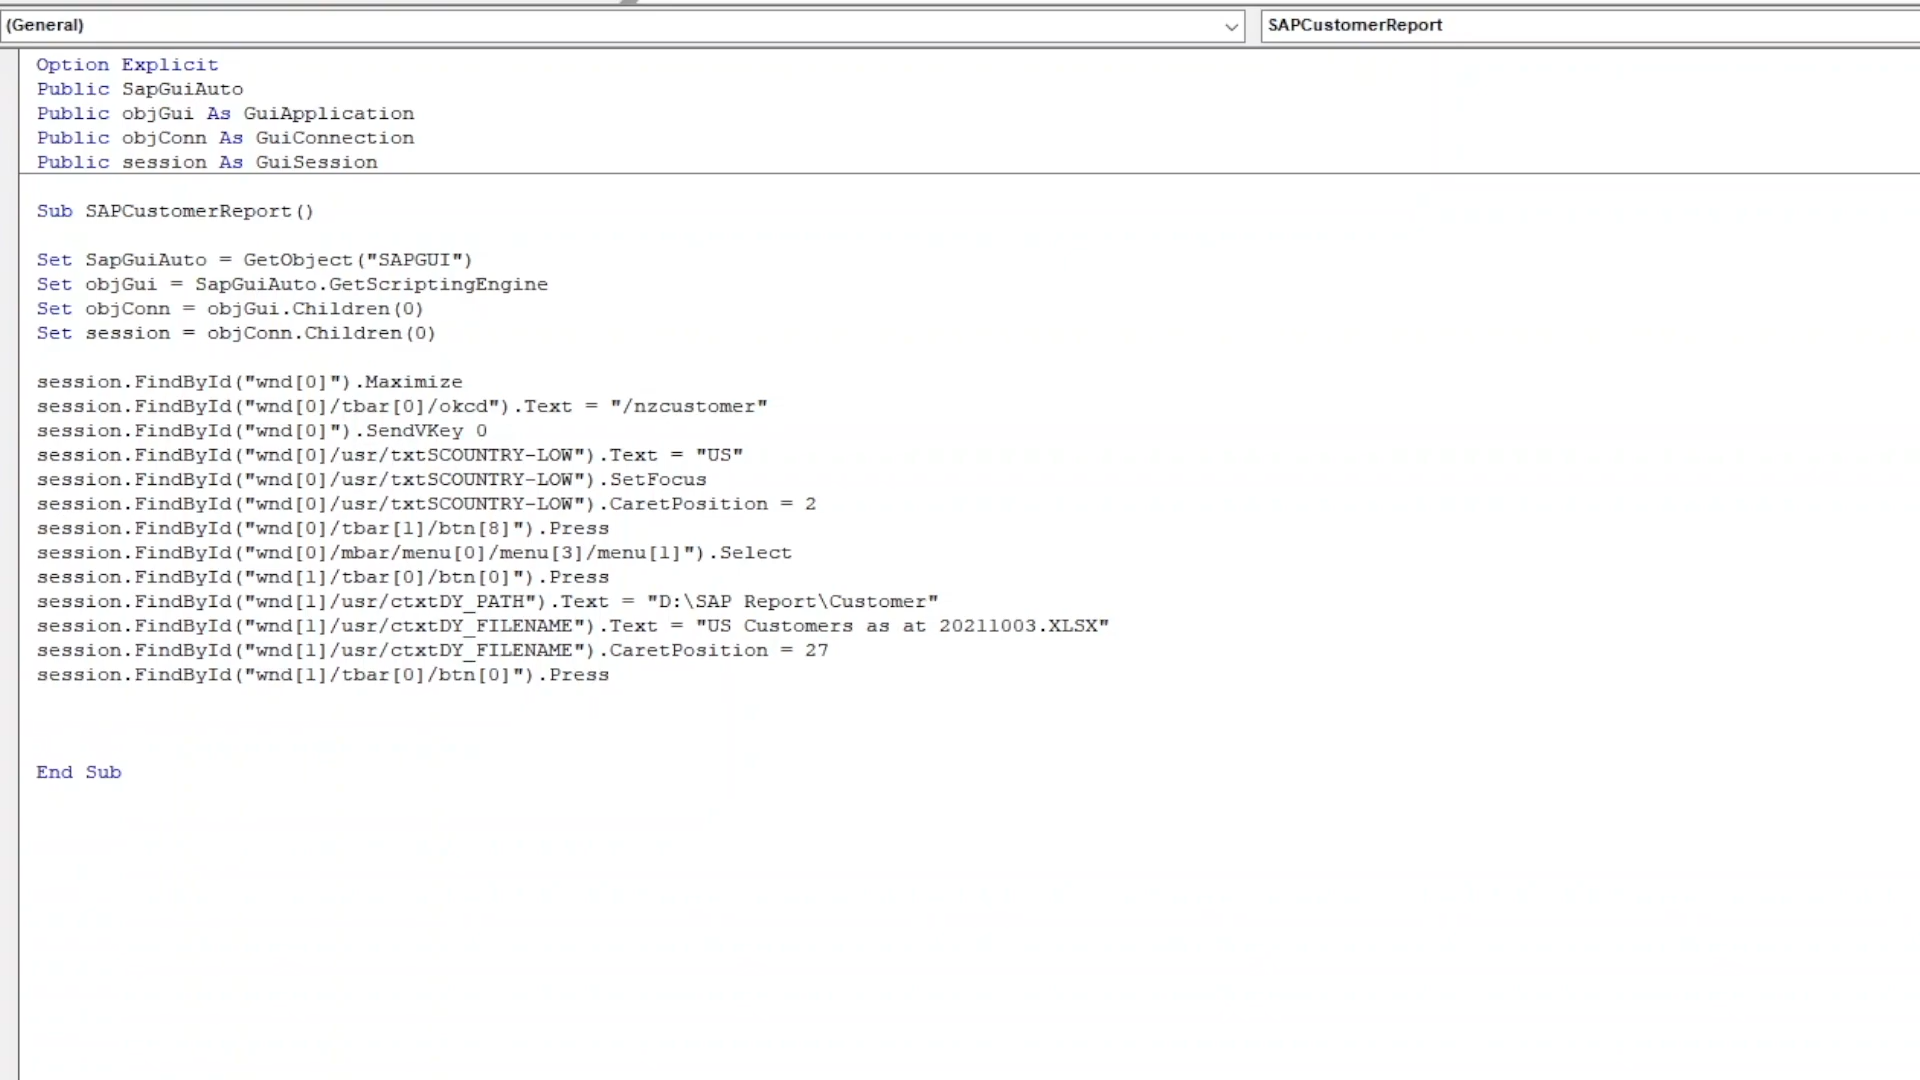 (General)
SAPCustomerReport
Option Explicit
Public SapGuiAuto
Public objGui As GuiApplication
Public objConn As GuiConnection
Public session As GuiSession
Sub SAPCustomerReport()
Set SapGuiAuto = GetObject("SAPGUI")
Set objGui = SapGuiAuto.GetScriptingEngine
Set objConn = objGui.Children(0)
Set session = objConn.Children(0)
session.FindById("wnd[0]").Maximize
session.FindById("wnd[0]/tbar[0]/okcd").Text = "/nzcustomer"
session.FindById("wnd[0]").SendVKey 0
session.FindById("wnd[0]/usr/txtSCOUNTRY-LOW").Text = "US"
session.FindById("wnd[0]/usr/txtSCOUNTRY-LOW").SetFocus
session.FindById("wnd[0]/usr/txtSCOUNTRY-LOW").CaretPosition = 2
session.FindById("wnd[0]/tbar[1]/btn[8]").Press
session.FindById("wnd[0]/mbar/menu[0]/menu[3]/menu[1]").Select
session.FindById("wnd[1]/tbar[0]/btn[0]").Press
session.FindById("wnd[1]/usr/ctxtDY_PATH").Text = "D:\SAP Report\Customer"
session.FindById("wnd[1]/usr/ctxtDY_FILENAME").Text = "US Customers as at 20211003.XLSX"
session.FindById("wnd[1]/usr/ctxtDY_FILENAME").CaretPosition = 27
session.FindById("wnd[1]/tbar[0]/btn[0]").Press
End Sub